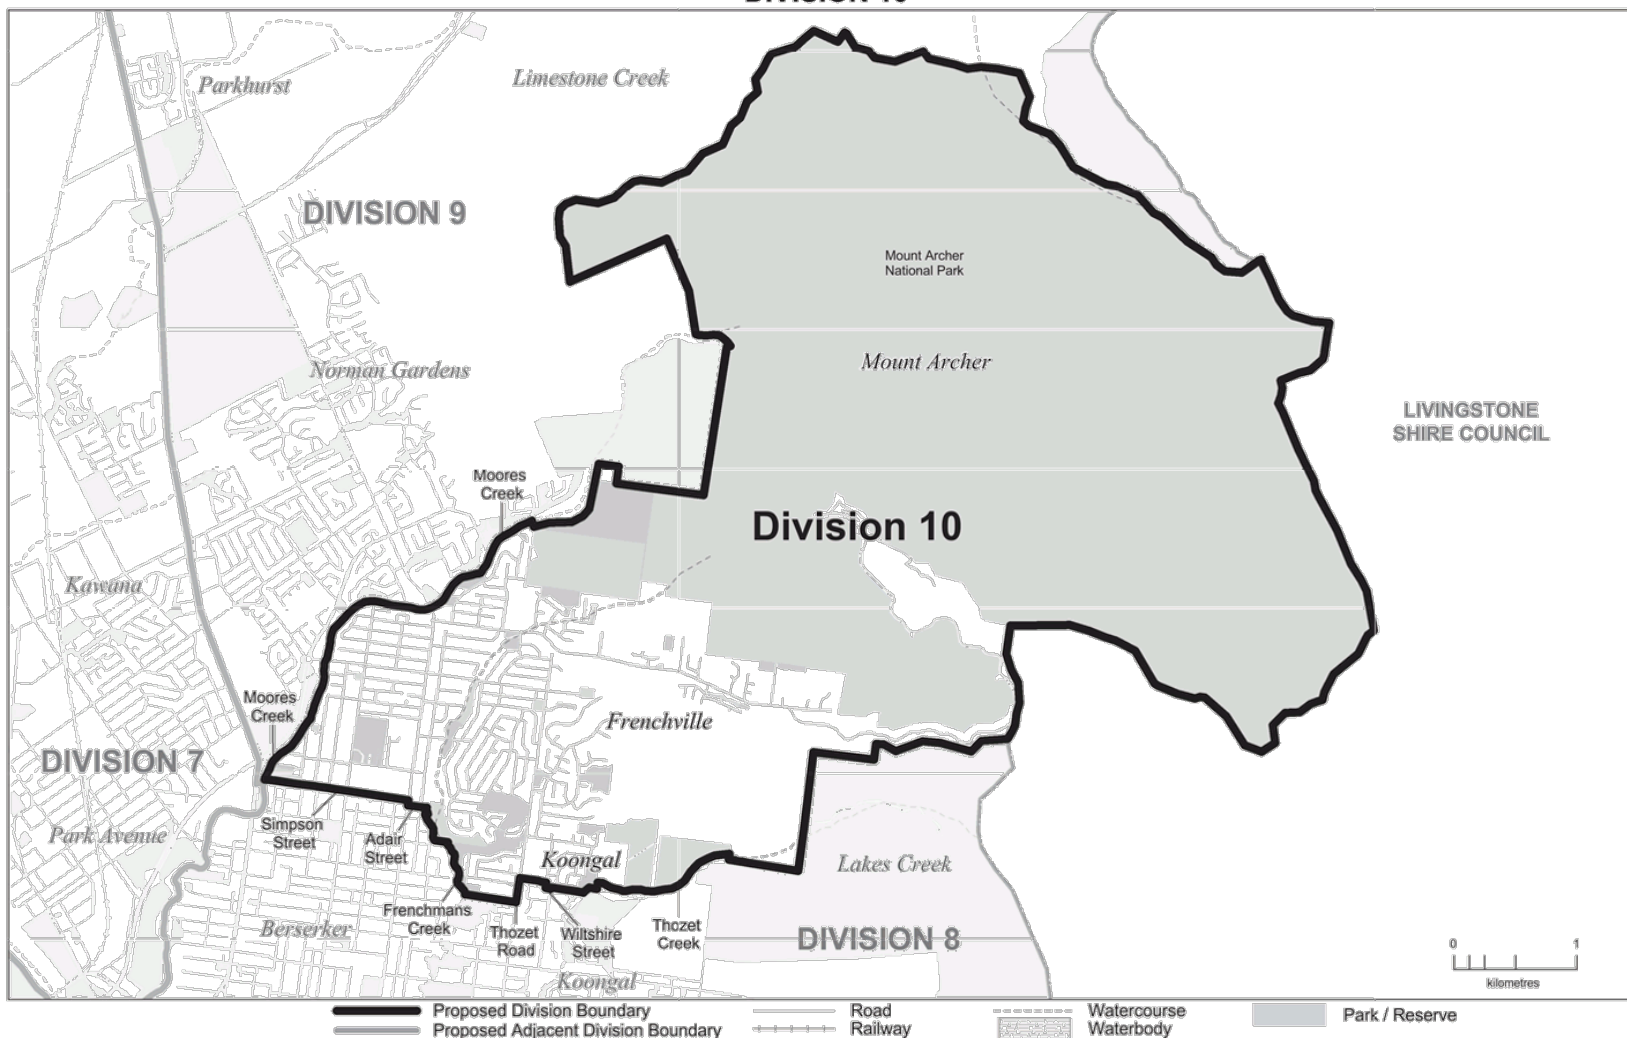 Parkhurst
Limestone Creek
DIVISION 9
Mount Archer
National Park
Mount Archer
Norman Gardens
LIVINGSTONE
SHIRE COUNCIL
Moores
Creek
Division 10
Kawana
Moores
Creek
Frenchville
DIVISION 7
Simpson
Street
Adair
Street
Park Avenue
Koongal
Lakes Creek
Frenchmans
Creek
Berserker
Thozet
Road
Wiltshire
Street
Thozet
Creek
DIVISION 8
Koongal
0 1
kilometres
Proposed Division Boundary
Proposed Adjacent Division Boundary
Road
Railway
Watercourse
Waterbody
Park / Reserve